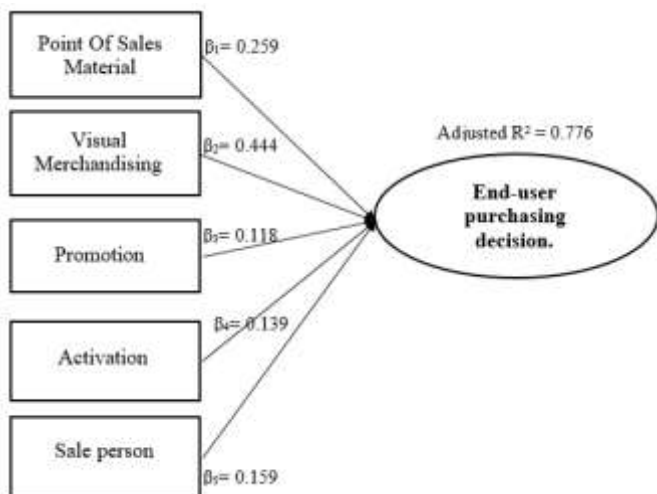 Point Of Sales
Material
β₁= 0.259
Visual
Merchandising
β₂= 0.444
Adjusted R² = 0.776
End-user
purchasing
decision.
Promotion
β₃= 0.118
Activation
β₄= 0.139
Sale person
β₅= 0.159